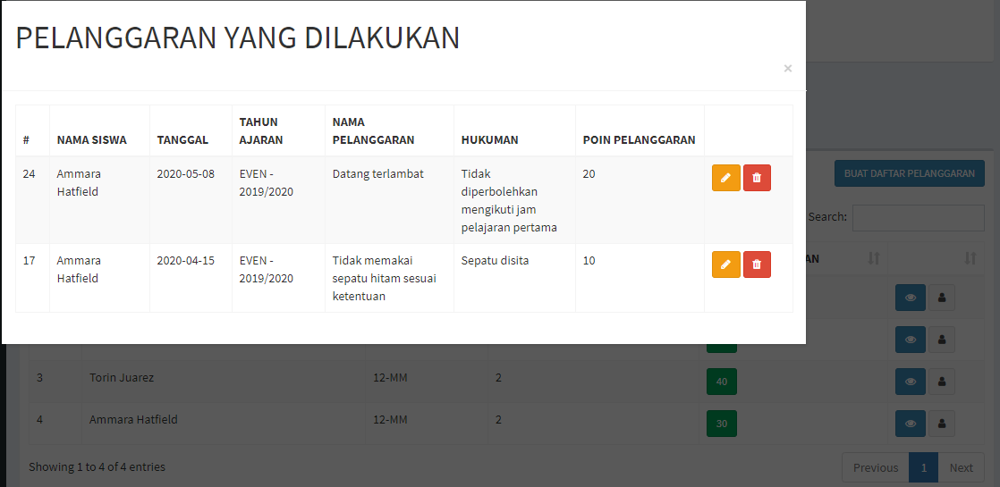 PELANGGARAN YANG DILAKUKAN
×
# NAMA SISWA TANGGAL TAHUN AJARAN NAMA PELANGGARAN HUKUMAN POIN PELANGGARAN
24 Ammara Hatfield 2020-05-08 EVEN - 2019/2020 Datang terlambat Tidak diperbolehkan mengikuti jam pelajaran pertama 20
17 Ammara Hatfield 2020-04-15 EVEN - 2019/2020 Tidak memakai sepatu hitam sesuai ketentuan Sepatu disita 10
BUAT DAFTAR PELANGGARAN
Search:
AN
3 Torin Juarez 12-MM 2 40
4 Ammara Hatfield 12-MM 2 30
Showing 1 to 4 of 4 entries
Previous 1 Next